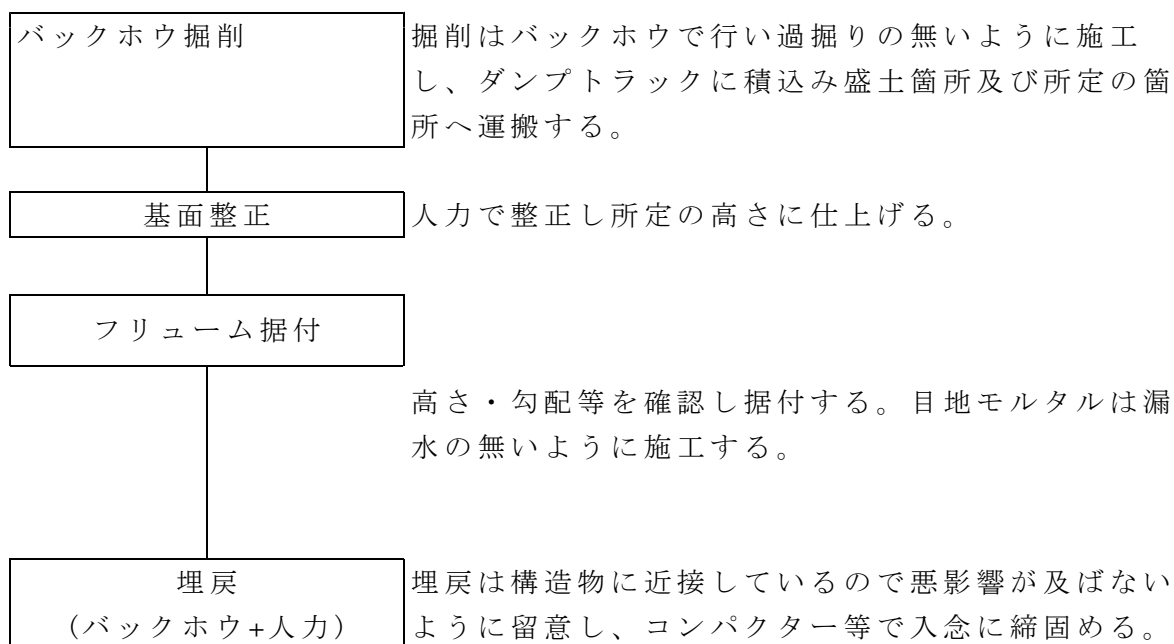 バックホウ掘削
掘削はバックホウで行い過掘りの無いように施工
し、ダンプトラックに積込み盛土箇所及び所定の箇
所へ運搬する。
基面整正
人力で整正し所定の高さに仕上げる。
フリューム据付
高さ・勾配等を確認し据付する。目地モルタルは漏
水の無いように施工する。
埋戻
(バックホウ+人力)
埋戻は構造物に近接しているので悪影響が及ばない
ように留意し、コンパクター等で入念に締固める。